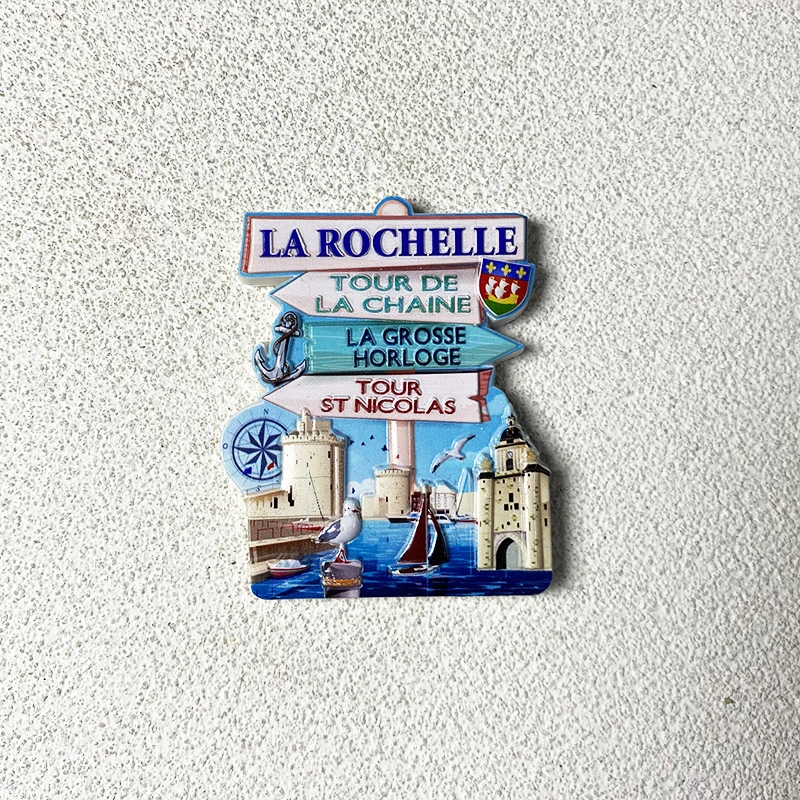 LA ROCHELLE
TOUR DE
LA CHAINE
LA GROSSE
HORLOGE
TOUR
ST NICOLAS
N
O